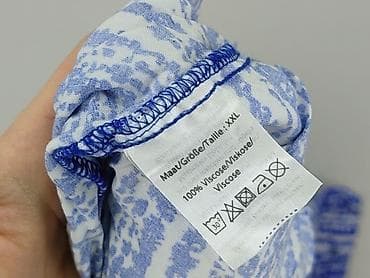 Maat/Größe/Taille: XXL
100% Viscose/Viskose/
Viscose
30°